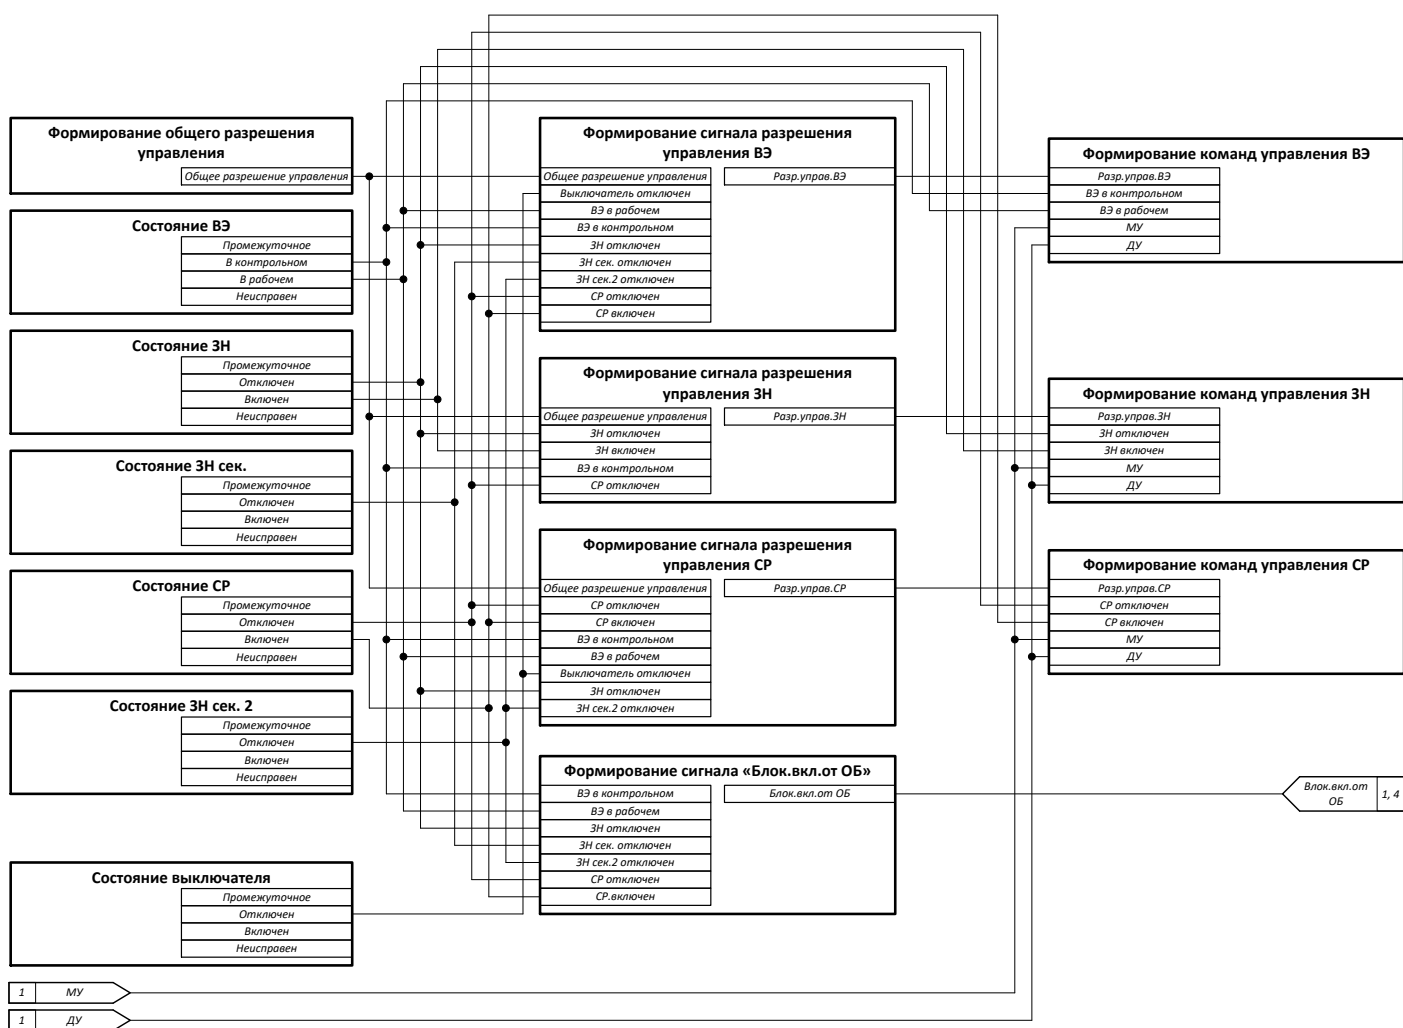 Формирование общего разрешения
управления
Общее разрешение управления
Состояние ВЭ
Промежуточное
В контрольном
В рабочем
Неисправен
Состояние ЗН
Промежуточное
Отключен
Включен
Неисправен
Состояние ЗН сек.
Промежуточное
Отключен
Включен
Неисправен
Состояние СР
Промежуточное
Отключен
Включен
Неисправен
Состояние ЗН сек. 2
Промежуточное
Отключен
Включен
Неисправен
Состояние выключателя
Промежуточное
Отключен
Включен
Неисправен
1 МУ
1 ДУ
Формирование сигнала разрешения
управления ВЭ
Общее разрешение управления Разр.управ.ВЭ
Выключатель отключен
ВЭ в рабочем
ВЭ в контрольном
ЗН отключен
ЗН сек. отключен
ЗН сек.2 отключен
СР отключен
СР включен
Формирование сигнала разрешения
управления ЗН
Общее разрешение управления Разр.управ.ЗН
ЗН отключен
ЗН включен
ВЭ в контрольном
СР отключен
Формирование сигнала разрешения
управления СР
Общее разрешение управления Разр.управ.СР
СР отключен
СР включен
ВЭ в контрольном
ВЭ в рабочем
Выключатель отключен
ЗН отключен
ЗН сек.2 отключен
Формирование сигнала «Блок.вкл.от ОБ»
ВЭ в контрольном Блок.вкл.от ОБ
ВЭ в рабочем
ЗН отключен
ЗН сек. отключен
ЗН сек.2 отключен
СР отключен
СР.включен
Формирование команд управления ВЭ
Разр.управ.ВЭ
ВЭ в контрольном
ВЭ в рабочем
МУ
ДУ
Формирование команд управления ЗН
Разр.управ.ЗН
ЗН отключен
ЗН включен
МУ
ДУ
Формирование команд управления СР
Разр.управ.СР
СР отключен
СР включен
МУ
ДУ
Влок.вкл.от
ОБ
1, 4